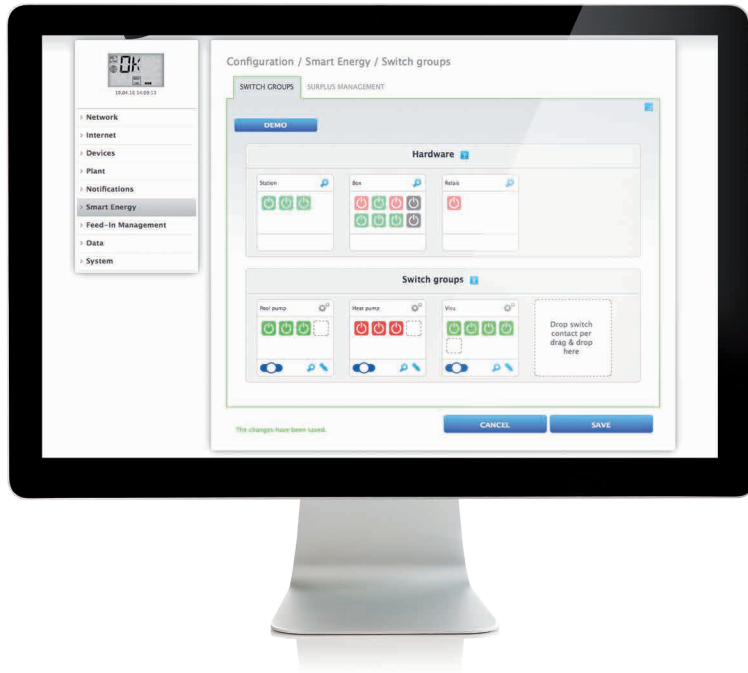 OK
19.04.16 14:09:13
Network
Internet
Devices
Plant
Notifications
Smart Energy
Feed-In Management
Data
System
Configuration / Smart Energy / Switch groups
SWITCH GROUPS SURPLUS MANAGEMENT
DEMO
Hardware
Station Box Relais
Switch groups
Pool pump Heat pump
Drop switch
contact per
drag & drop
here
The changes have been saved.
CANCEL SAVE